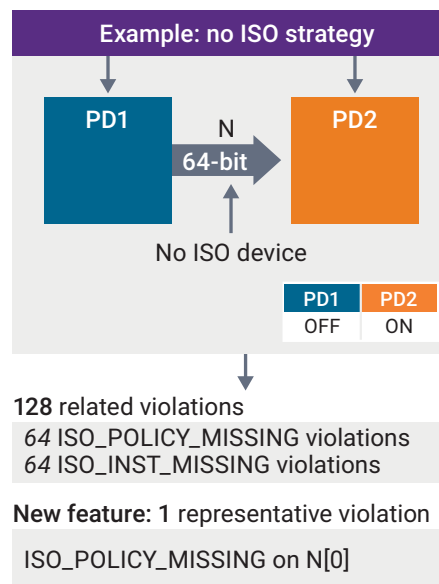 Example: no ISO strategy
PD1
PD2
N
64-bit
No ISO device
PD1 PD2
OFF ON
128 related violations
64 ISO_POLICY_MISSING violations
64 ISO_INST_MISSING violations
New feature: 1 representative violation
ISO_POLICY_MISSING on N[0]